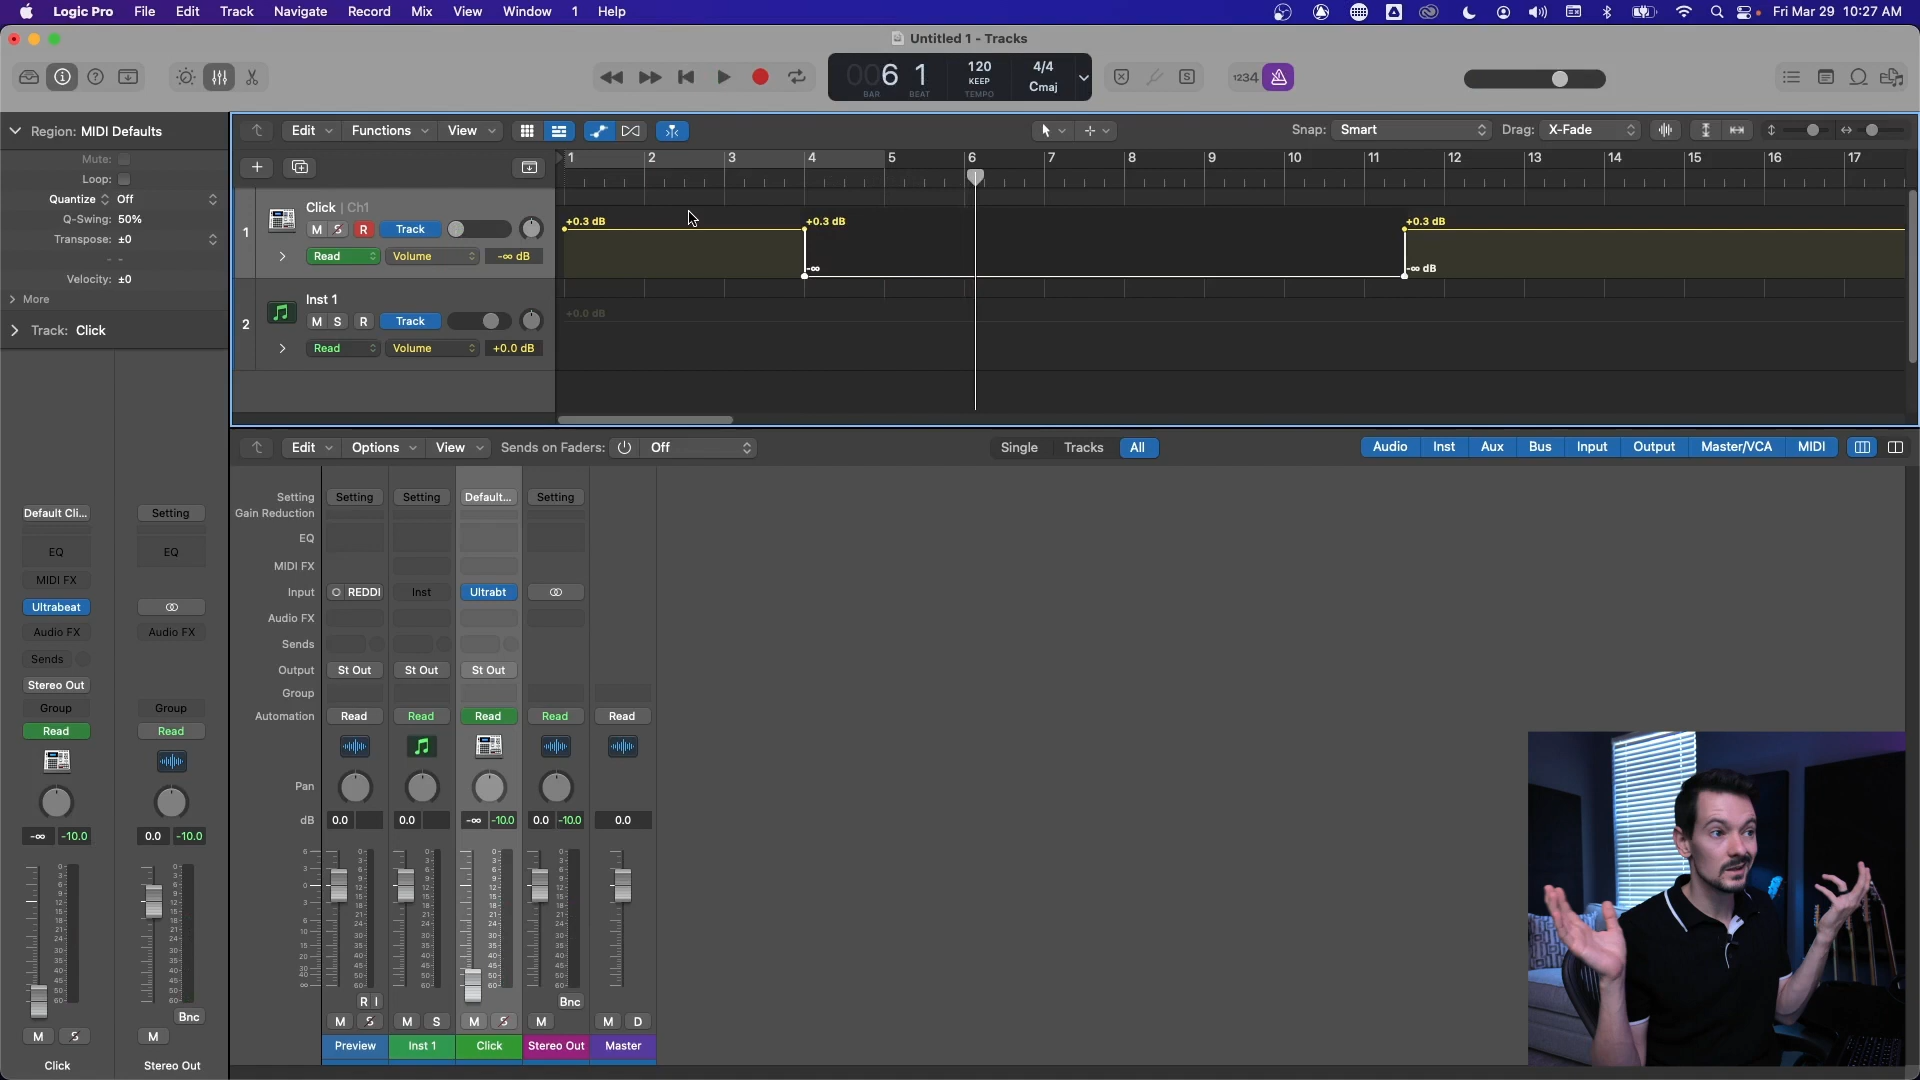 Logic Pro File Edit Track Navigate Record Mix View Window 1 Help
Fri Mar 29 10:27 AM
Untitled 1 - Tracks
006 1
BAR BEAT
120
KEEP
TEMPO
4/4
Cmaj
1234
Region: MIDI Defaults
Mute:
Loop:
Quantize Off
Q-Swing: 50%
Transpose: ±0
- -
Velocity: ±0
More
Track: Click
Edit Functions View
Snap: Smart
Drag: X-Fade
1 2 3 4 5 6 7 8 9 10 11 12 13 14 15 16 17
1
Click | Ch1
M S R Track
Read Volume -∞ dB
+0.3 dB +0.3 dB +0.3 dB
-∞ -∞ dB
2
Inst 1
M S R Track
Read Volume +0.0 dB
+0.0 dB
Edit Options View Sends on Faders: Off
Single Tracks All
Audio Inst Aux Bus Input Output Master/VCA MIDI
Default Cli... Setting
EQ EQ
MIDI FX
Ultrabeat
Audio FX Audio FX
Sends
Stereo Out
Group Group
Read Read
-∞ -10.0 0.0 -10.0
Bnc
M S M
Click Stereo Out
Setting Setting Setting Default... Setting
Gain Reduction
EQ
MIDI FX
Input REDDI Inst Ultrabt
Audio FX
Sends
Output St Out St Out St Out
Group
Automation Read Read Read Read Read
Pan
dB 0.0 0.0 -∞ -10.0 0.0 -10.0 0.0
R I Bnc
M S M S M S M M D
Preview Inst 1 Click Stereo Out Master